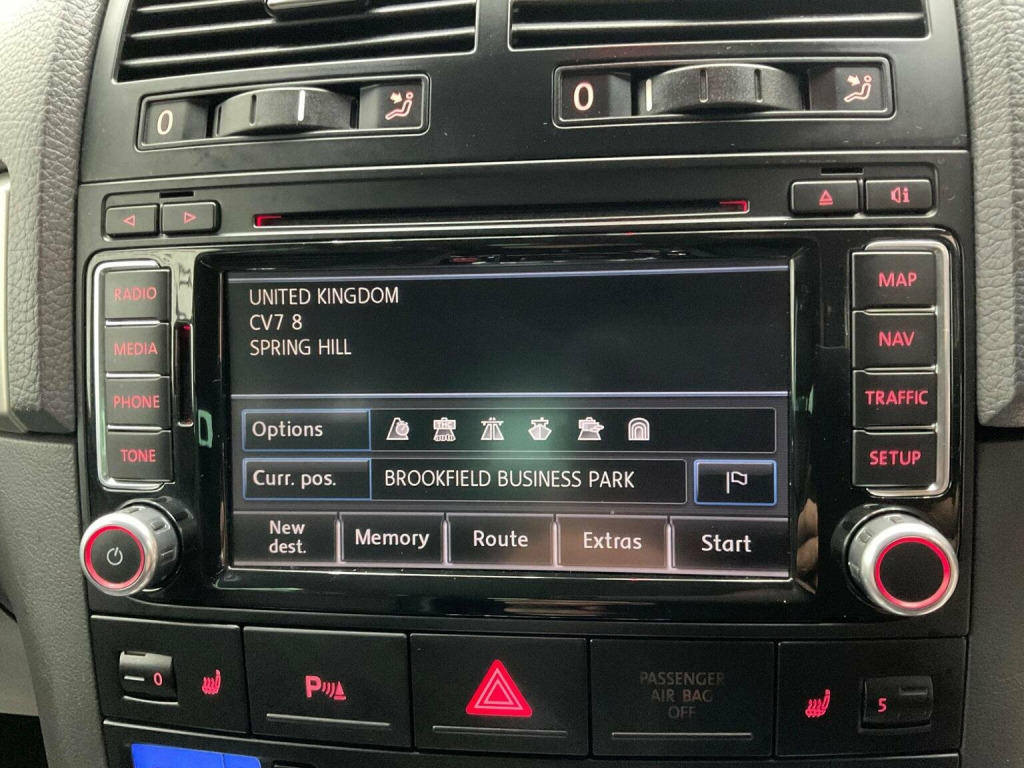 0
0
RADIO
MEDIA
PHONE
TONE
UNITED KINGDOM
CV7 8
SPRING HILL
Options
auto
Curr. pos.
BROOKFIELD BUSINESS PARK
New dest.
Memory
Route
Extras
Start
MAP
NAV
TRAFFIC
SETUP
0
P
PASSENGER
AIR BAG
OFF
5